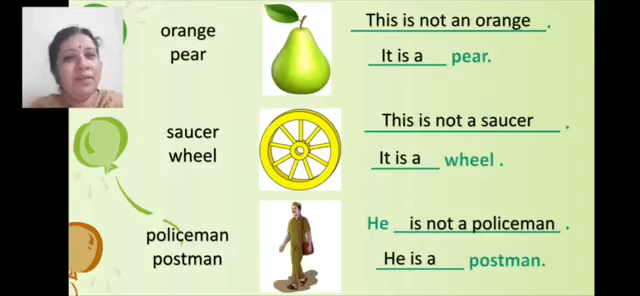 orange
pear
This is not an orange.
It is a pear.
saucer
wheel
This is not a saucer.
It is a wheel.
policeman
postman
He is not a policeman.
He is a postman.